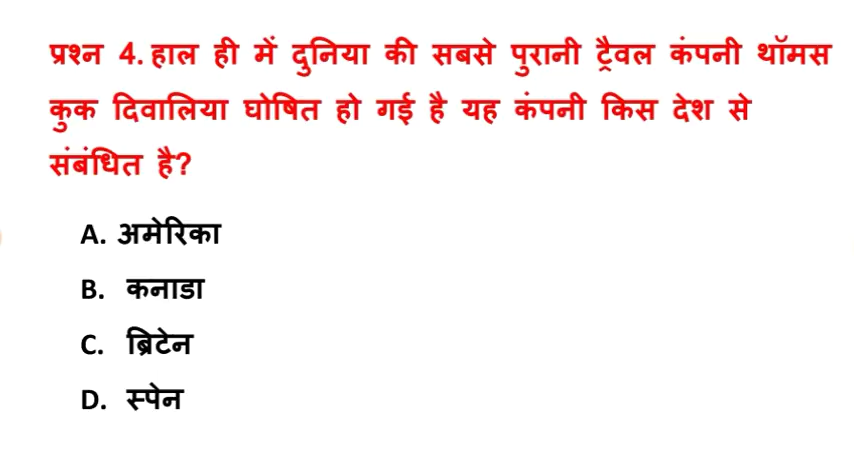 प्रश्न 4. हाल ही में दुनिया की सबसे पुरानी ट्रैवल कंपनी थॉमस
कुक दिवालिया घोषित हो गई है यह कंपनी किस देश से
संबंधित है?
A. अमेरिका
B. कनाडा
C. ब्रिटेन
D. स्पेन